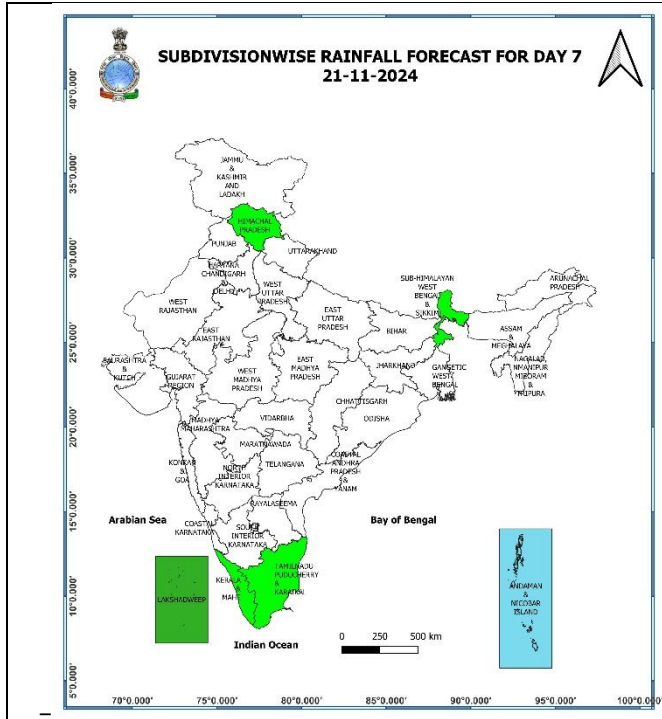 SUBDIVISIONWISE RAINFALL FORECAST FOR DAY 7
21-11-2024
40°0.000'
35°0.000'
30°0.000'
25°0.000'
20°0.000'
15°0.000'
10°0.000'
5°0.000'
JAMMU
&
KASHMIR
AND
LADAKH
HIMACHAL
PRADESH
PUNJAB
UTTARAKHAND
CHANDIGARH
DELHI
WEST
UTTAR
PRADESH
WEST
RAJASTHAN
EAST
RAJASTHAN
EAST
UTTAR
PRADESH
SUB-HIMALAYAN
WEST
BENGAL
&
SIKKIM
ARUNACHAL
PRADESH
BIHAR
ASSAM
&
MEGHALAYA
SAURASHTRA
&
KUTCH
GUJARAT
REGION
WEST
MADHYA
PRADESH
EAST
MADHYA
PRADESH
JHARKHAND
GANGETIC
WEST
BENGAL
CHHATTISGARH
ODISHA
MADHYA
MAHARASHTRA
VIDARBHA
MARATHWADA
TELANGANA
KONKAN
&
GOA
NORTH
INTERIOR
KARNATAKA
COASTAL
ANDHRA
PRADESH
&
YANAM
RAYALASEEMA
COASTAL
KARNATAKA
SOUTH
INTERIOR
KARNATAKA
Arabian Sea
Bay of Bengal
LAKSHADWEEP
KERALA
&
MAHE
TAMILNADU
PUDUCHERRY
&
KARAIKAL
ANDAMAN
&
NICOBAR
ISLAND
Indian Ocean
0 250 500 km
70°0.000' 75°0.000' 80°0.000' 85°0.000' 90°0.000' 95°0.000' 100°0.000'